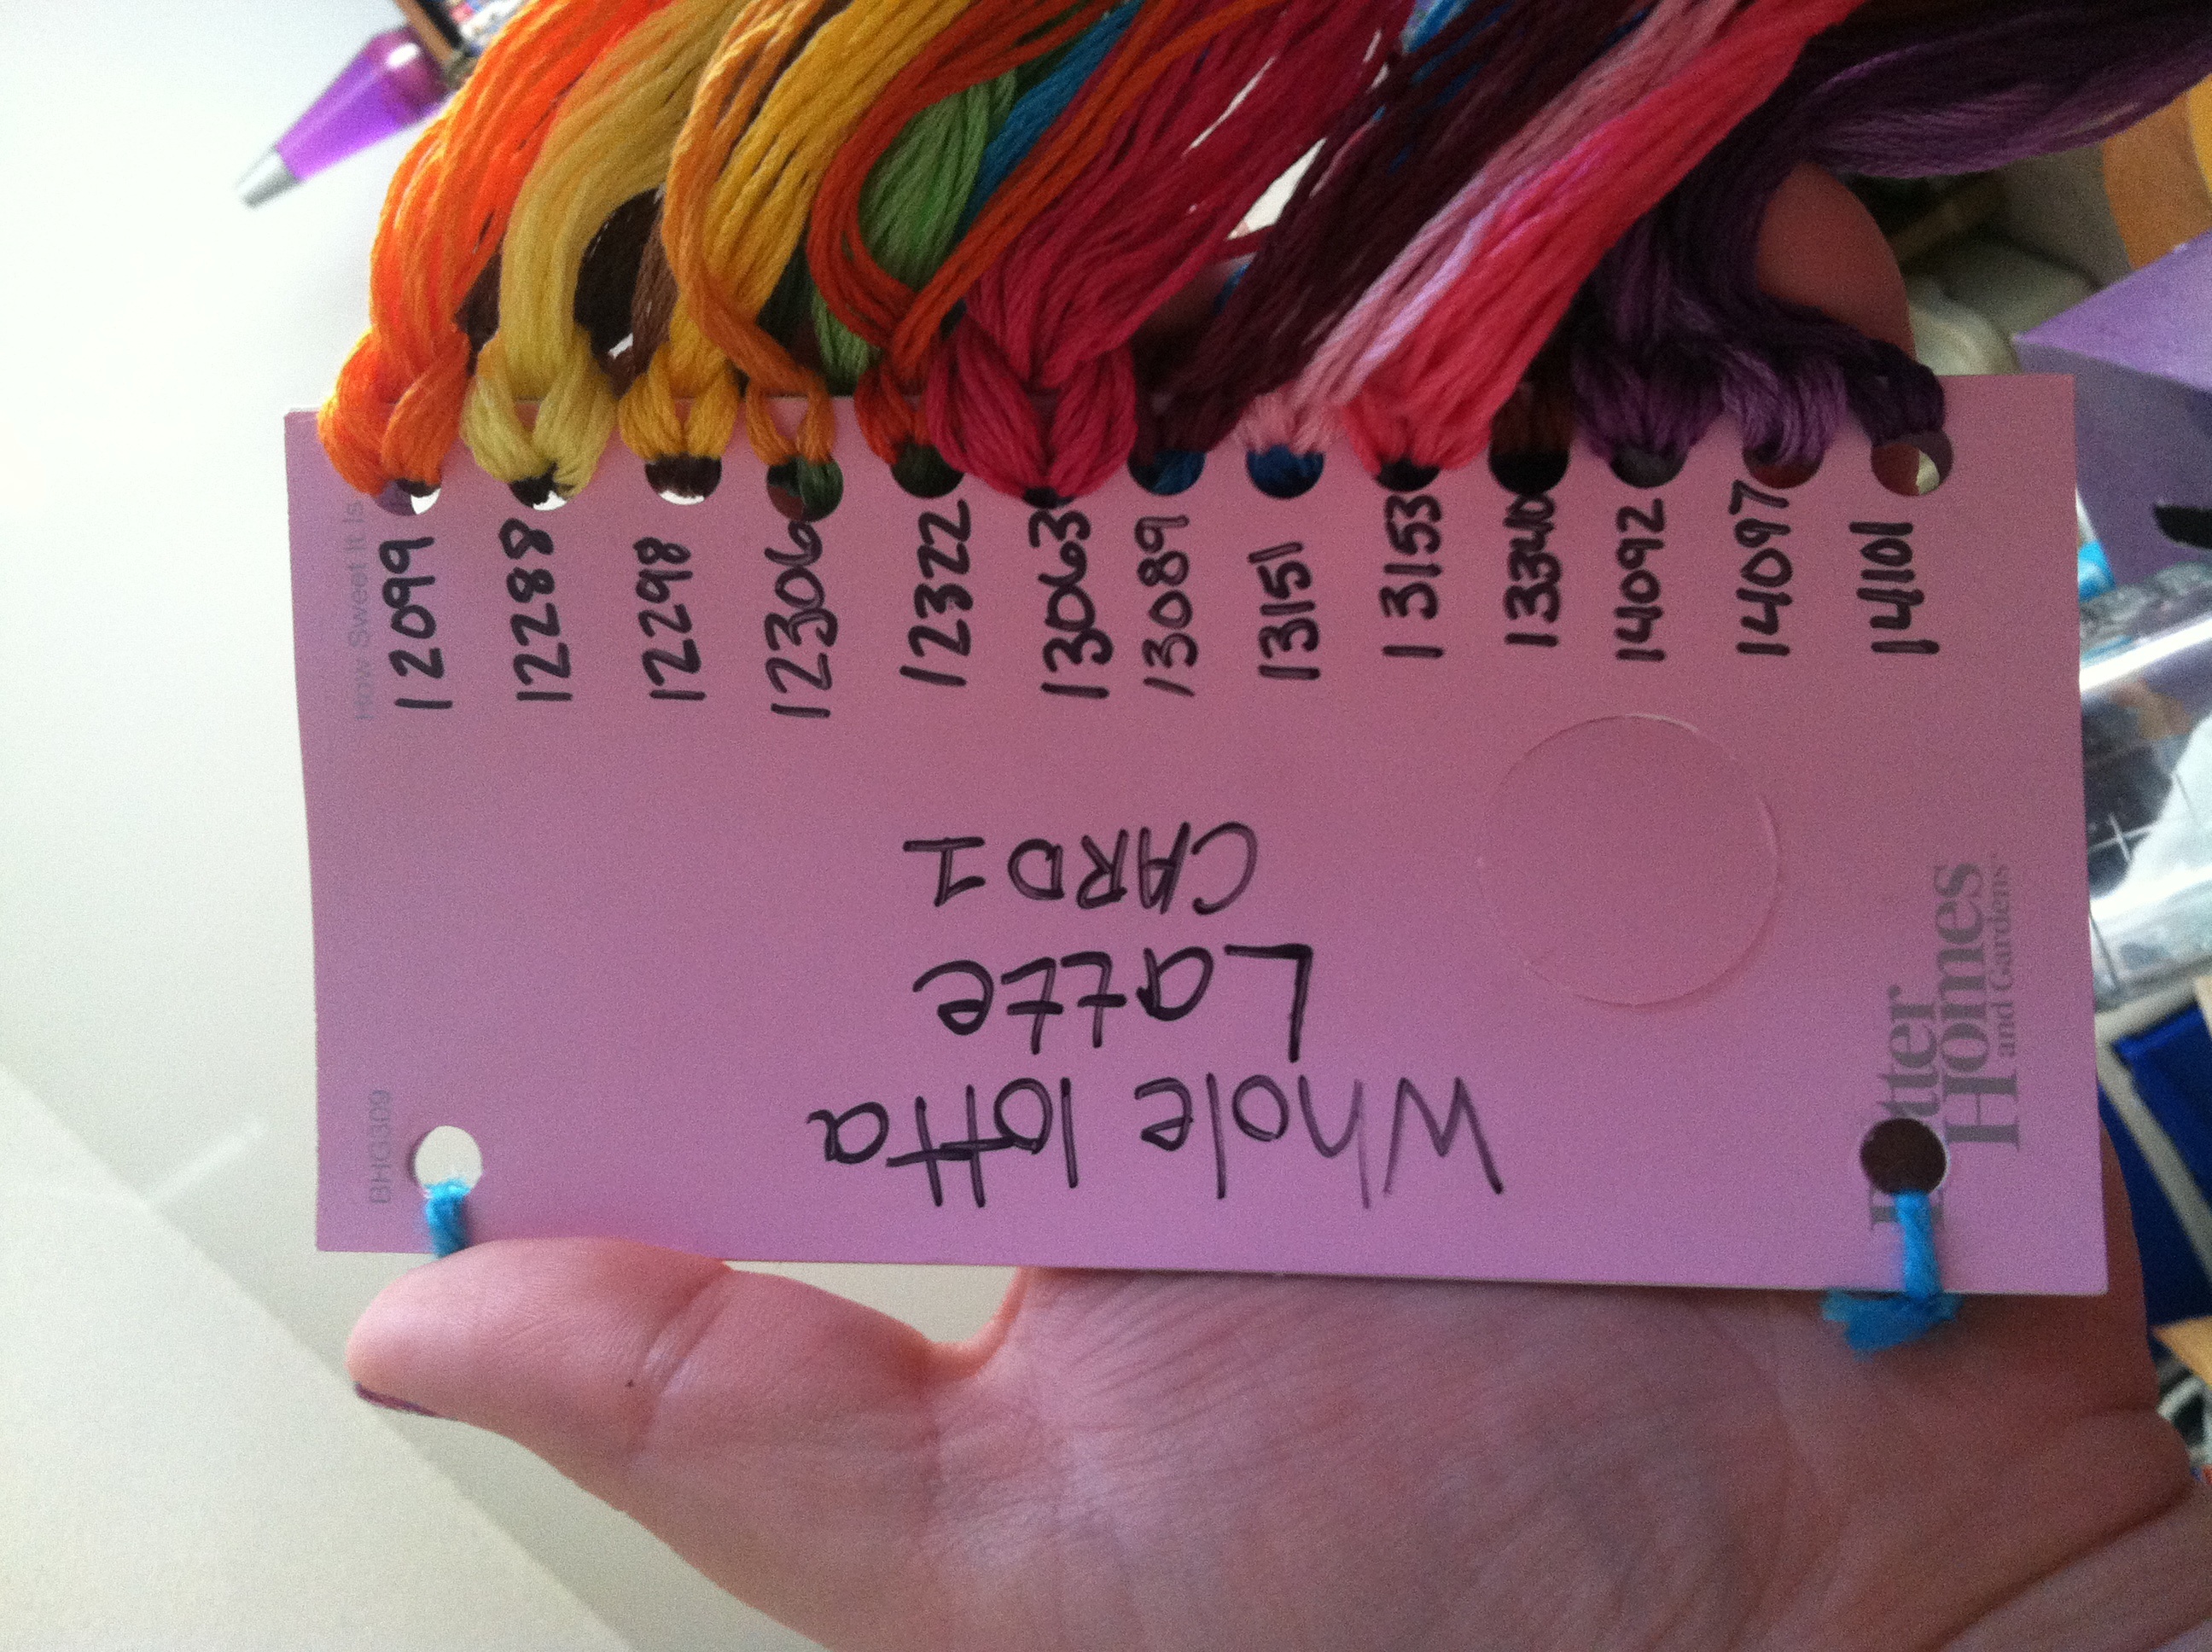 Whole lotta
Latte
CARD 1
12099
12288
12298
12306
12322
13063
13089
13151
13153
13340
14092
14097
14101
How Sweet It Is
BHG309
Better
Homes
and Gardens™